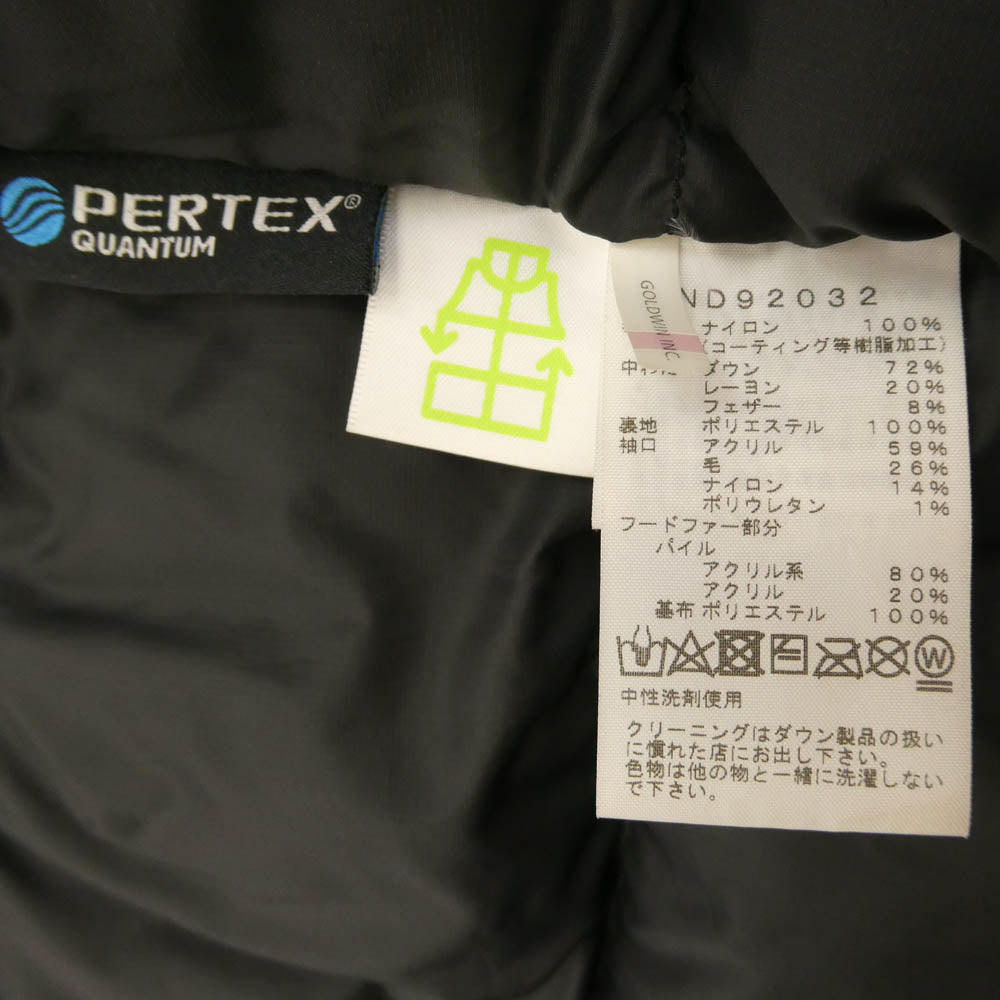 PERTEX®
QUANTUM
GOLDWIN INC.
ND92032
ナイロン 100%
(コーティング等樹脂加工)
中わた ダウン 72%
レーヨン 20%
フェザー 8%
裏地 ポリエステル 100%
袖口 アクリル 59%
毛 26%
ナイロン 14%
ポリウレタン 1%
フードファー部分
パイル
アクリル系 80%
アクリル 20%
基布 ポリエステル 100%
W
中性洗剤使用
クリーニングはダウン製品の扱い
に慣れた店にお出し下さい。
色物は他の物と一緒に洗濯しない
で下さい。